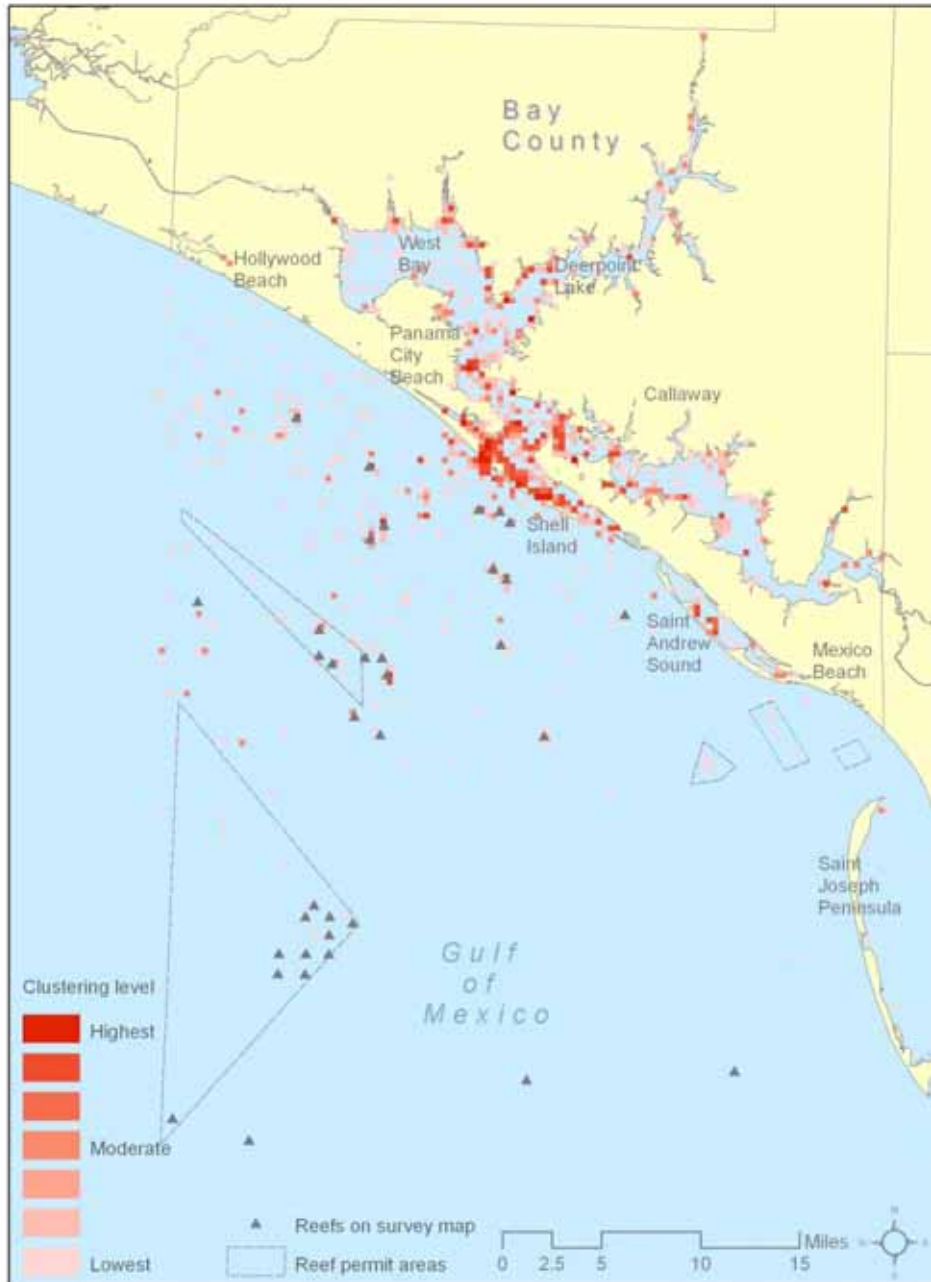 Bay
County
Hollywood
Beach
West
Bay
Deerpoint
Lake
Panama
City
Beach
Callaway
Shell
Island
Saint
Andrew
Sound
Mexico
Beach
Saint
Joseph
Peninsula
Gulf
of
Mexico
Clustering level
Highest
Moderate
Lowest
Reefs on survey map
Reef permit areas
Miles
0 2.5 5 10 15
N